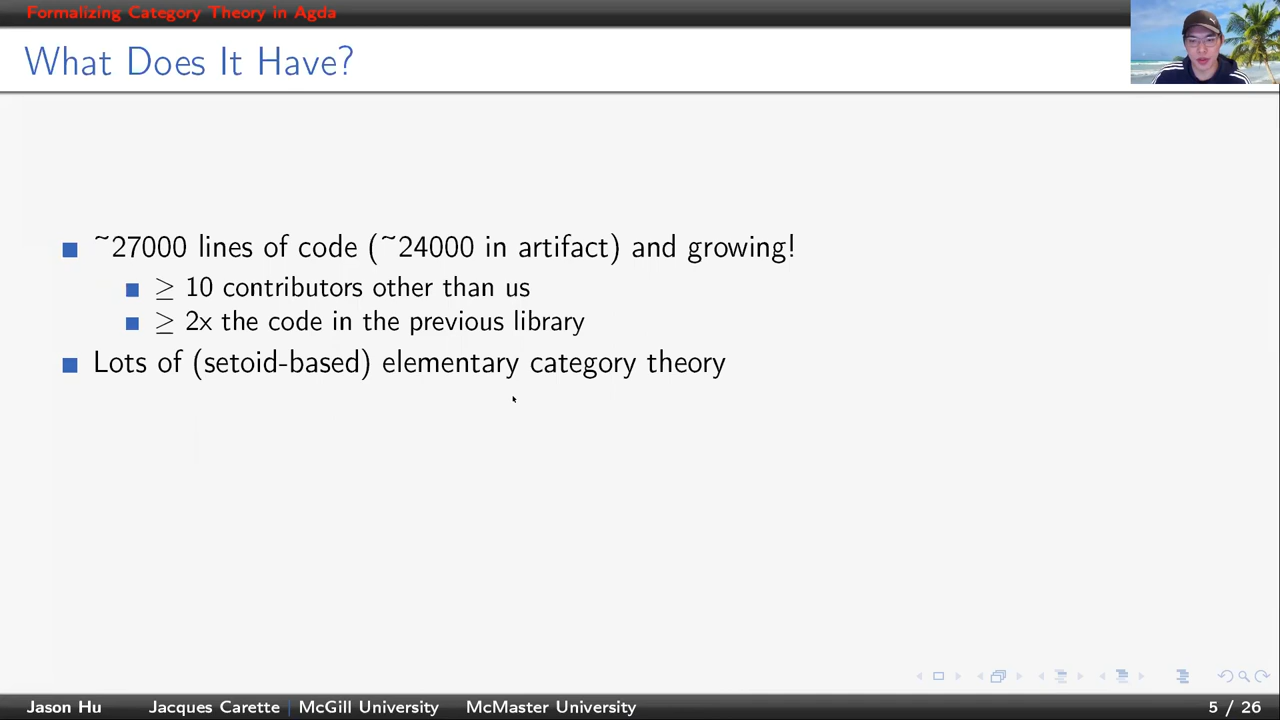 Formalizing Category Theory in Agda
What Does It Have?
~27000 lines of code (~24000 in artifact) and growing!
≥ 10 contributors other than us
≥ 2x the code in the previous library
Lots of (setoid-based) elementary category theory
Jason Hu Jacques Carette McGill University McMaster University 5 / 26